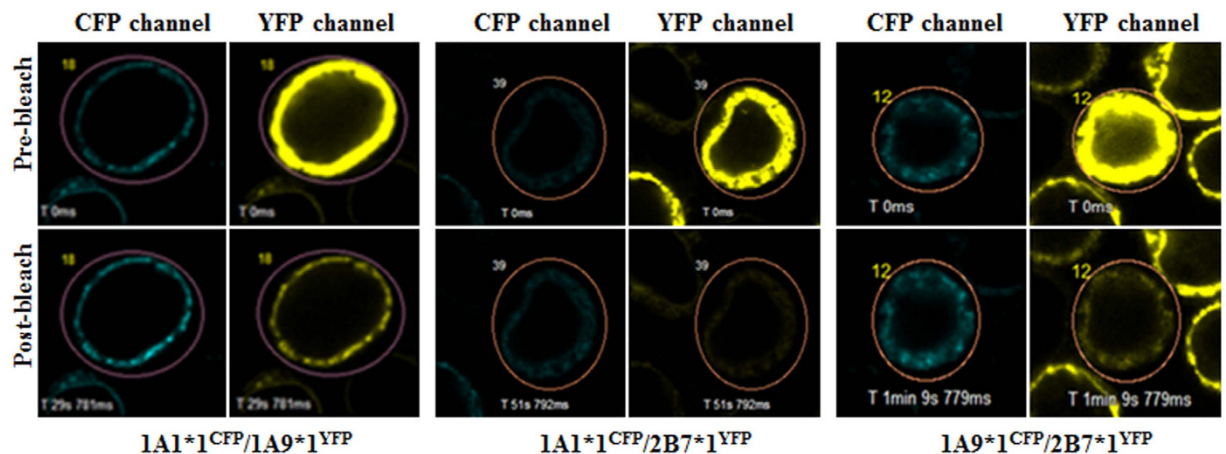 CFP channel YFP channel CFP channel YFP channel CFP channel YFP channel
Pre-bleach
18 18 39 39 12 12
T 0ms T 0ms T 0ms T 0ms T 0ms T 0ms
Post-bleach
18 18 39 39 12 12
T 29s 781ms T 29s 781ms T 51s 792ms T 51s 792ms T 1min 9s 779ms T 1min 9s 779ms
1A1*1CFP/1A9*1YFP 1A1*1CFP/2B7*1YFP 1A9*1CFP/2B7*1YFP